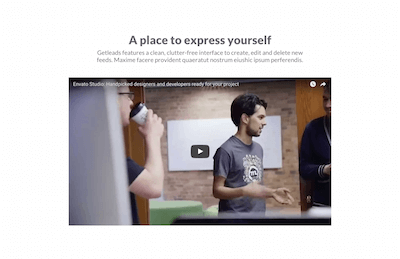 A place to express yourself
Getleads features a clean, clutter-free interface to create, edit and delete new
feeds. Maxime facere provident quaeratut nostrum eiushic ipsum perferendis.
Envato Studio: Handpicked designers and developers ready for your project